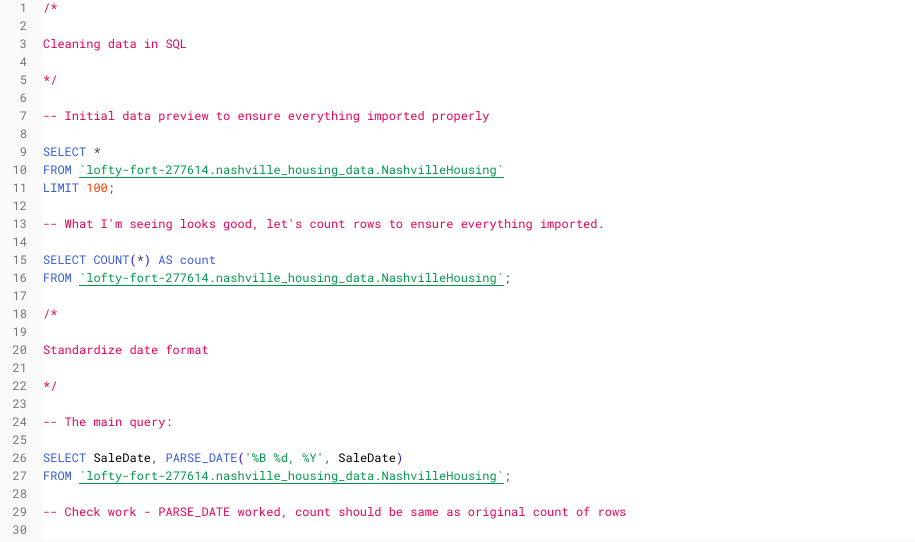 1 /*
2
3 Cleaning data in SQL
4
5 */
6
7 -- Initial data preview to ensure everything imported properly
8
9 SELECT *
10 FROM `lofty-fort-277614.nashville_housing_data.NashvilleHousing`
11 LIMIT 100;
12
13 -- What I'm seeing looks good, let's count rows to ensure everything imported.
14
15 SELECT COUNT(*) AS count
16 FROM `lofty-fort-277614.nashville_housing_data.NashvilleHousing`;
17
18 /*
19
20 Standardize date format
21
22 */
23
24 -- The main query:
25
26 SELECT SaleDate, PARSE_DATE('%B %d, %Y', SaleDate)
27 FROM `lofty-fort-277614.nashville_housing_data.NashvilleHousing`;
28
29 -- Check work - PARSE_DATE worked, count should be same as original count of rows
30